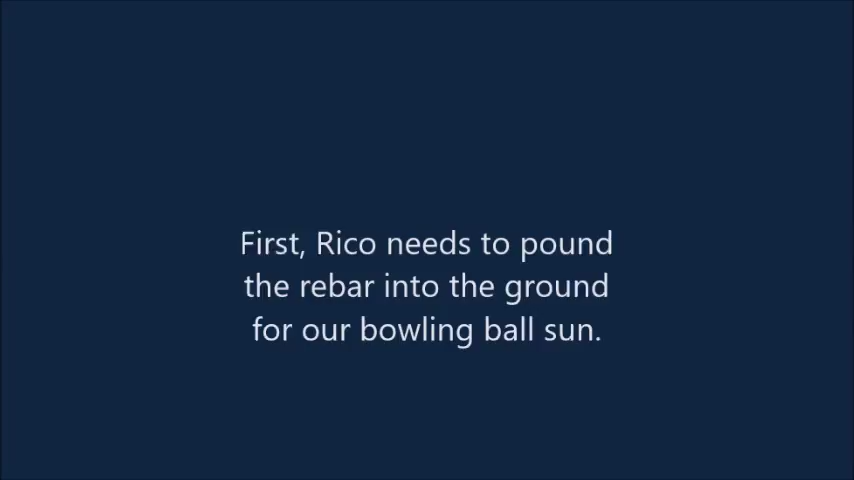 First, Rico needs to pound
the rebar into the ground
for our bowling ball sun.